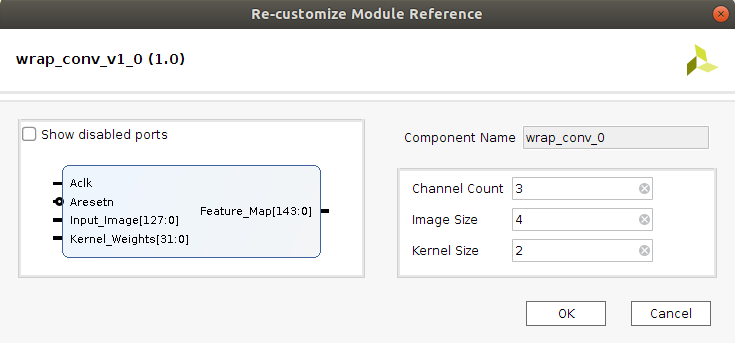 Re-customize Module Reference
wrap_conv_v1_0 (1.0)
Show disabled ports
Component Name wrap_conv_0
Aclk
Aresetn
Input_Image[127:0]
Kernel_Weights[31:0]
Feature_Map[143:0]
Channel Count 3
Image Size 4
Kernel Size 2
OK
Cancel